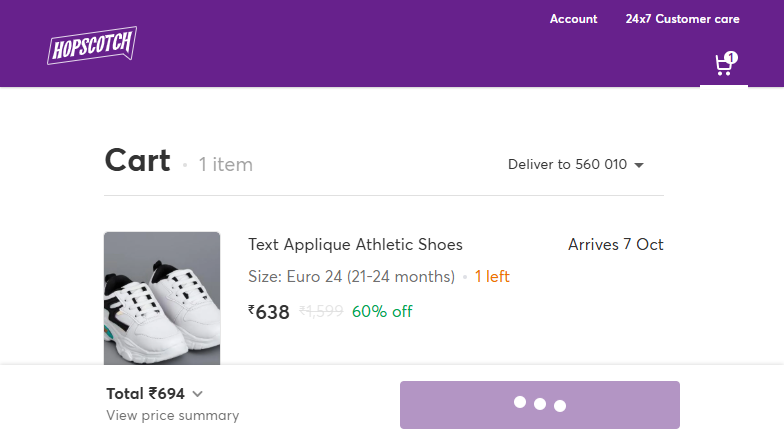 Account 24x7 Customer care
HOPSCOTCH
1
Cart • 1 item
Deliver to 560 010
Text Applique Athletic Shoes
Arrives 7 Oct
Size: Euro 24 (21-24 months) • 1 left
₹638 ₹1,599 60% off
Total ₹694
View price summary